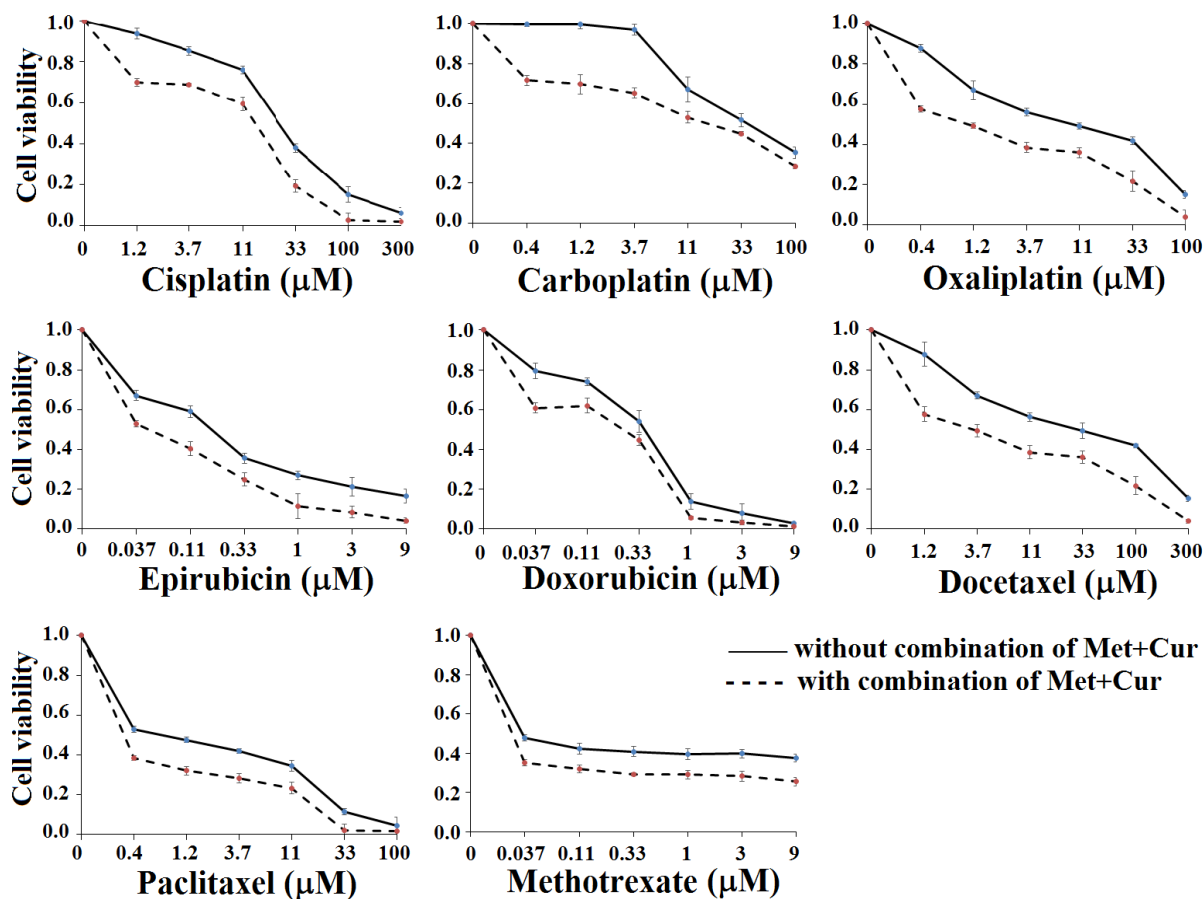 Cell viability
1.0
0.8
0.6
0.4
0.2
0.0
0 1.2 3.7 11 33 100 300
Cisplatin (μM)
1.0
0.8
0.6
0.4
0.2
0.0
0 0.4 1.2 3.7 11 33 100
Carboplatin (μM)
1.0
0.8
0.6
0.4
0.2
0.0
0 0.4 1.2 3.7 11 33 100
Oxaliplatin (μM)
Cell viability
1.0
0.8
0.6
0.4
0.2
0.0
0 0.037 0.11 0.33 1 3 9
Epirubicin (μM)
1.0
0.8
0.6
0.4
0.2
0.0
0 0.037 0.11 0.33 1 3 9
Doxorubicin (μM)
1.0
0.8
0.6
0.4
0.2
0.0
0 1.2 3.7 11 33 100 300
Docetaxel (μM)
Cell viability
1.0
0.8
0.6
0.4
0.2
0.0
0 0.4 1.2 3.7 11 33 100
Paclitaxel (μM)
1.0
0.8
0.6
0.4
0.2
0.0
0 0.037 0.11 0.33 1 3 9
Methotrexate (μM)
without combination of Met+Cur
with combination of Met+Cur